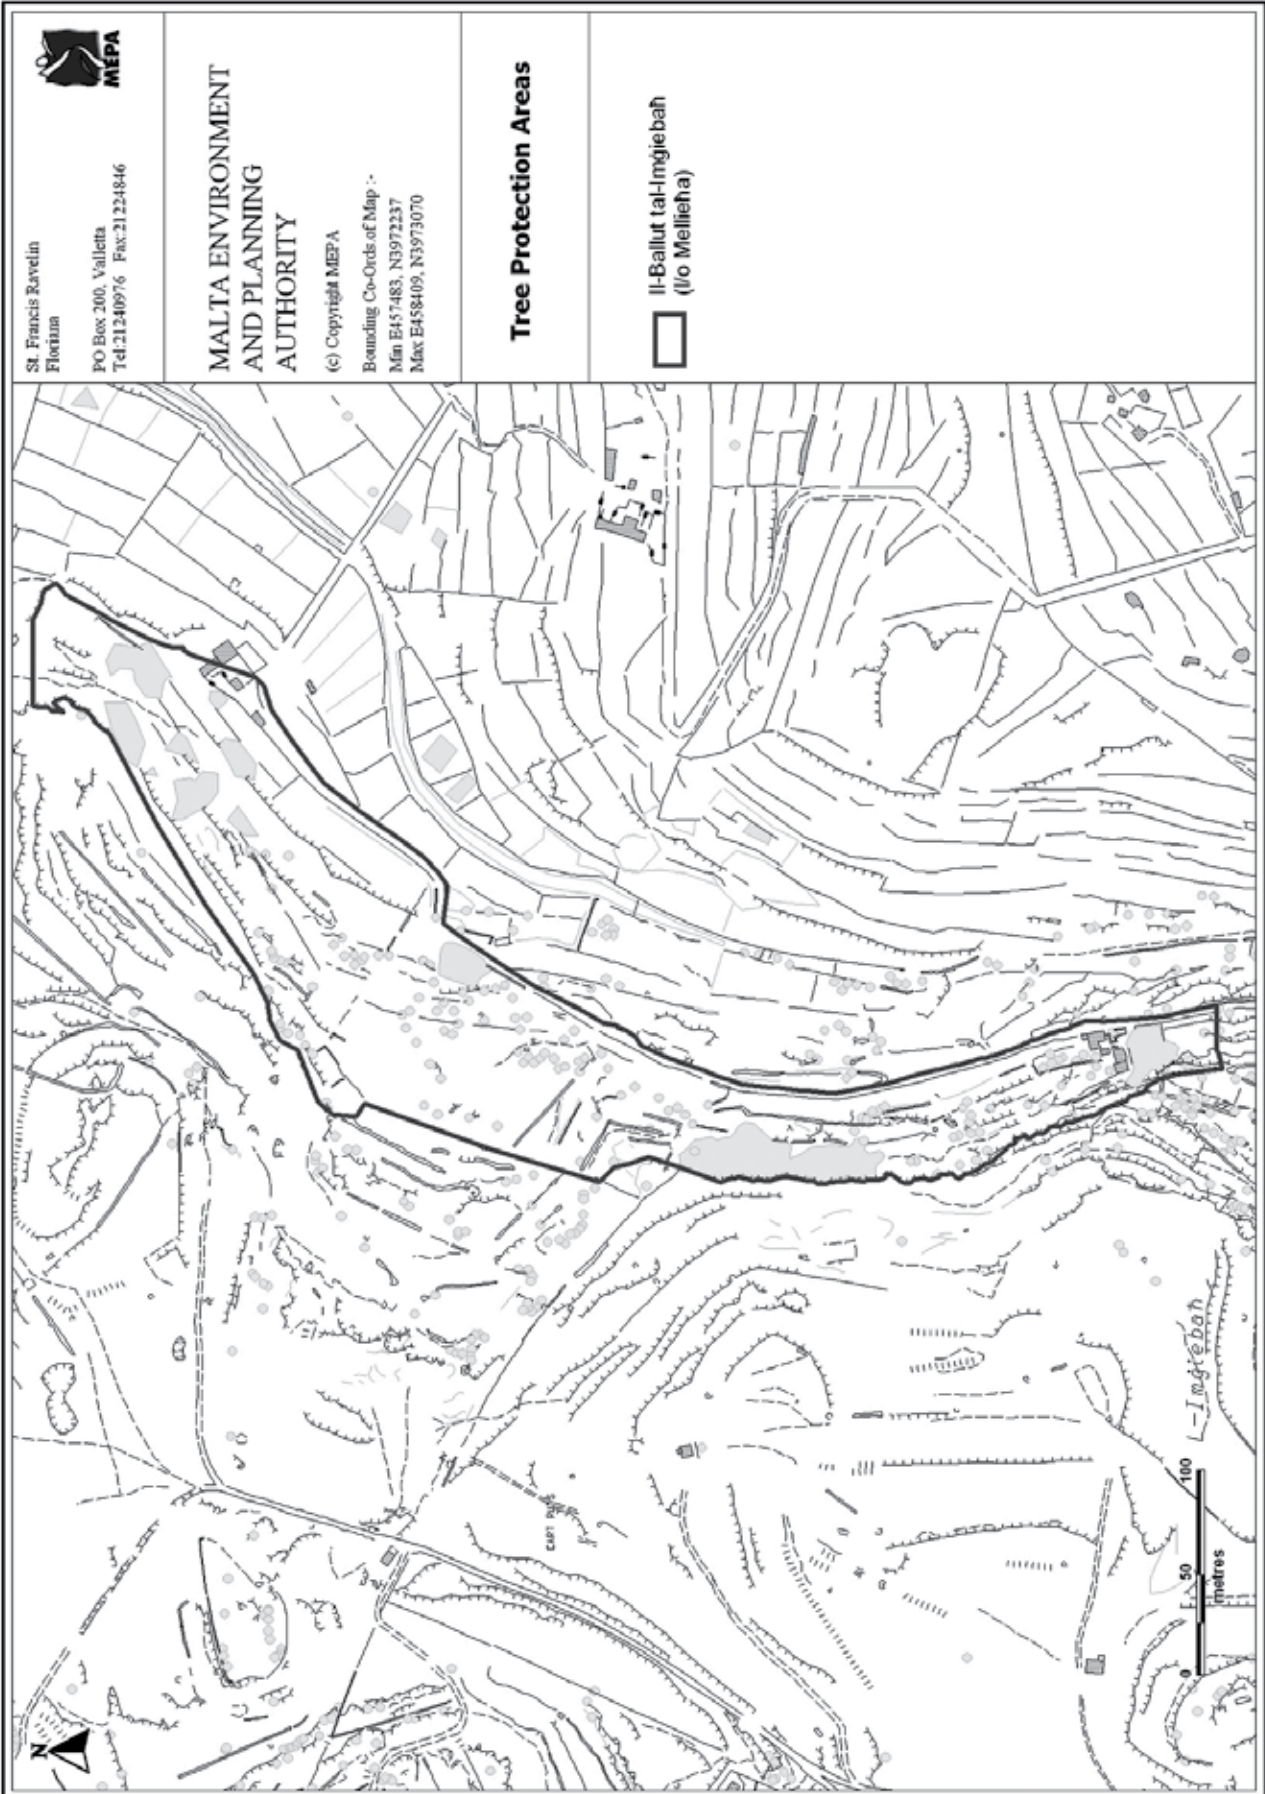 St. Francis Ravelin
Floriana
PO Box 200, Valletta
Tel:21240976 Fax:21224846
MEPA
MALTA ENVIRONMENT
AND PLANNING
AUTHORITY
(c) Copyright MEPA
Bounding Co-Ords of Map :-
Min E457483, N3972237
Max E458409, N3973070
Tree Protection Areas
Il-Ballut tal-Imġiebaħ
(l/o Mellieħa)
N
L-Imġiebaħ
0 50 100
metres